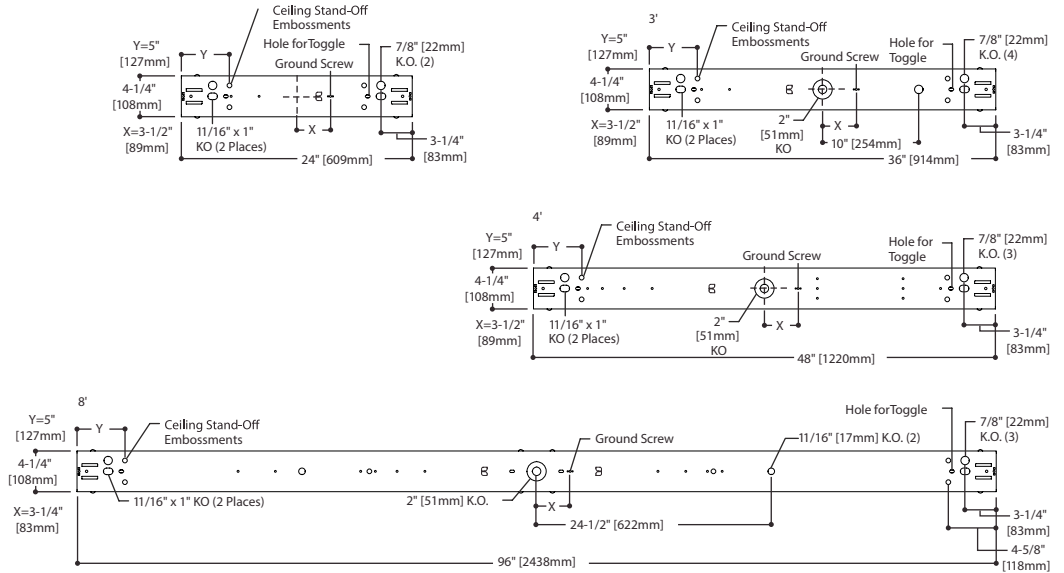 Ceiling Stand-Off
Embossments
Y=5"
[127mm]
Y
Hole forToggle
7/8" [22mm]
K.O. (2)
Ground Screw
4-1/4"
[108mm]
X=3-1/2"
[89mm]
11/16" x 1"
KO (2 Places)
X
3-1/4"
[83mm]
24" [609mm]
3'
Y=5"
[127mm]
Y
Ceiling Stand-Off
Embossments
Hole for
Toggle
7/8" [22mm]
K.O. (4)
Ground Screw
4-1/4"
[108mm]
X=3-1/2"
[89mm]
11/16" x 1"
KO (2 Places)
2"
[51mm]
KO
X
10" [254mm]
3-1/4"
[83mm]
36" [914mm]
4'
Y=5"
[127mm]
Y
Ceiling Stand-Off
Embossments
Ground Screw
Hole for
Toggle
7/8" [22mm]
K.O. (3)
4-1/4"
[108mm]
X=3-1/2"
[89mm]
11/16" x 1"
KO (2 Places)
2"
[51mm]
KO
X
3-1/4"
[83mm]
48" [1220mm]
8'
Y=5"
[127mm]
Y
Ceiling Stand-Off
Embossments
Ground Screw
11/16" [17mm] K.O. (2)
Hole forToggle
7/8" [22mm]
K.O. (3)
4-1/4"
[108mm]
X=3-1/4"
[83mm]
11/16" x 1" KO (2 Places)
2" [51mm] K.O.
X
24-1/2" [622mm]
3-1/4"
[83mm]
4-5/8"
[118mm]
96" [2438mm]